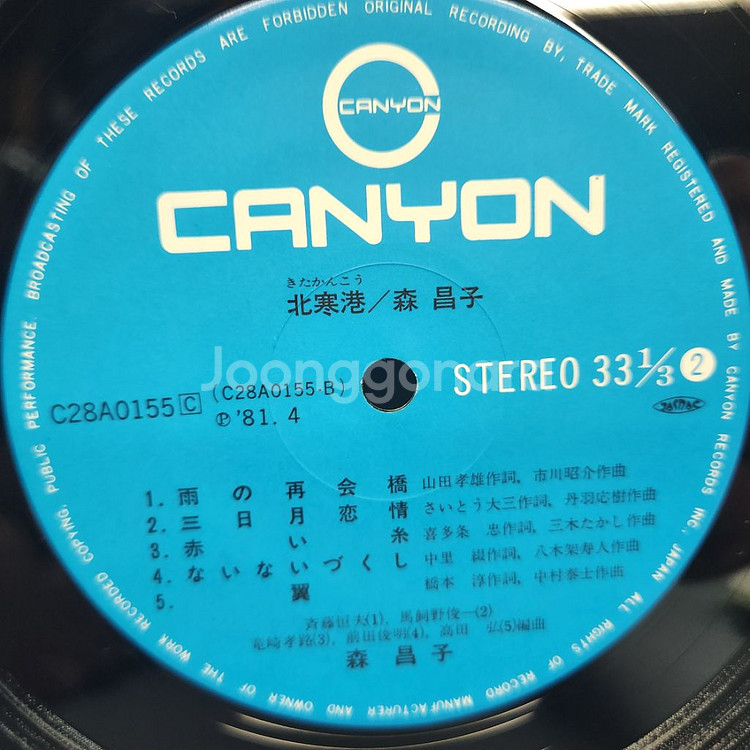 BROADCASTING OF THESE RECORDS ARE FORBIDDEN ORIGINAL RECORDING BY, TRADE MARK REGISTERED AND MADE BY CANYON RECORDS INC. JAPAN ALL RIGHTS OF RECORD MANUFACTURER AND OWNER OF THE WORK RECORDED COPYING, PUBLIC PERFORMANCE.
CANYON
CANYON
きたかんこう
北寒港/森 昌子
Joonggona
STEREO 33 1/3 2
C28A0155 C (C28A0155-B)
℗'81. 4
JASRAC
1. 雨の再会橋 山田孝雄作詞, 市川昭介作曲
2. 三日月恋情 さいとう大三作詞, 丹羽応樹作曲
3. 赤い糸 喜多条 忠作詞, 三木たかし作曲
4. ないないづくし 中里 綴作詞, 八木架寿人作曲
5. 翼 橋本 淳作詞, 中村泰士作曲
斉藤恒夫(1), 馬飼野俊一(2)
竜崎孝路(3), 前田俊明(4), 高田 弘(5)編曲
森 昌子